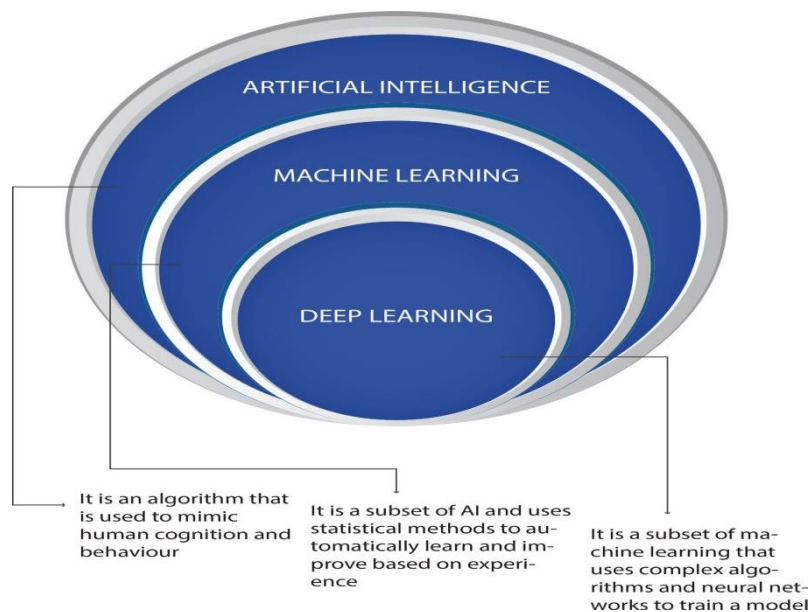 ARTIFICIAL INTELLIGENCE
MACHINE LEARNING
DEEP LEARNING
It is an algorithm that
is used to mimic
human cognition and
behaviour
It is a subset of AI and uses
statistical methods to au-
tomatically learn and im-
prove based on experi-
ence
It is a subset of ma-
chine learning that
uses complex algo-
rithms and neural net-
works to train a model